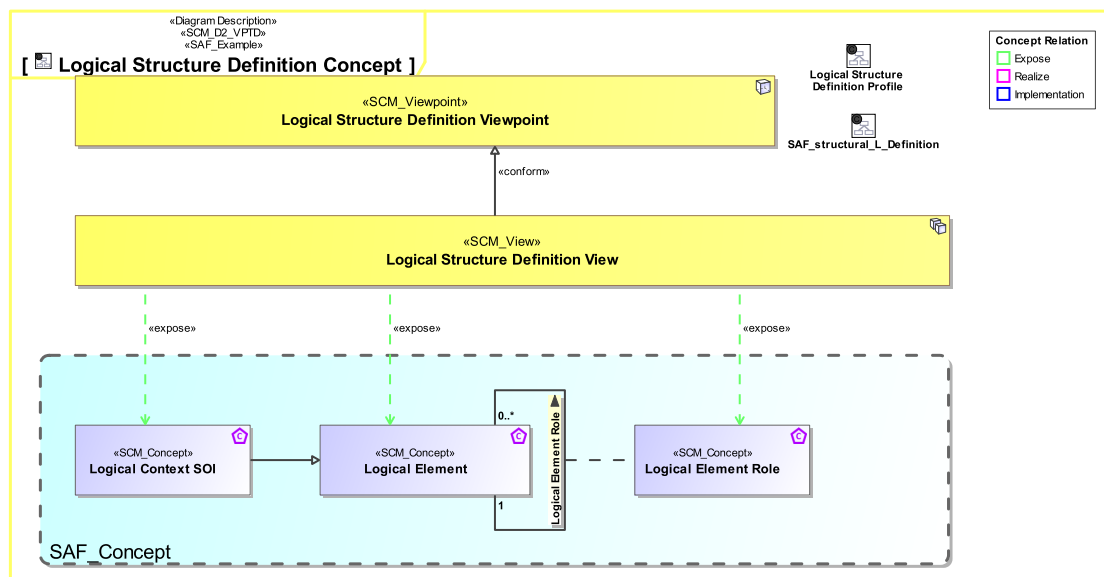 «Diagram Description»
«SCM_D2_VPTD»
«SAF_Example»
[ Logical Structure Definition Concept ]
Logical Structure
Definition Profile
SAF_structural_L_Definition
Concept Relation
Expose
Realize
Implementation
«SCM_Viewpoint»
Logical Structure Definition Viewpoint
«conform»
«SCM_View»
Logical Structure Definition View
«expose»
«expose»
«expose»
C
«SCM_Concept»
Logical Context SOI
C
«SCM_Concept»
Logical Element
0..*
1
Logical Element Role
C
«SCM_Concept»
Logical Element Role
SAF_Concept